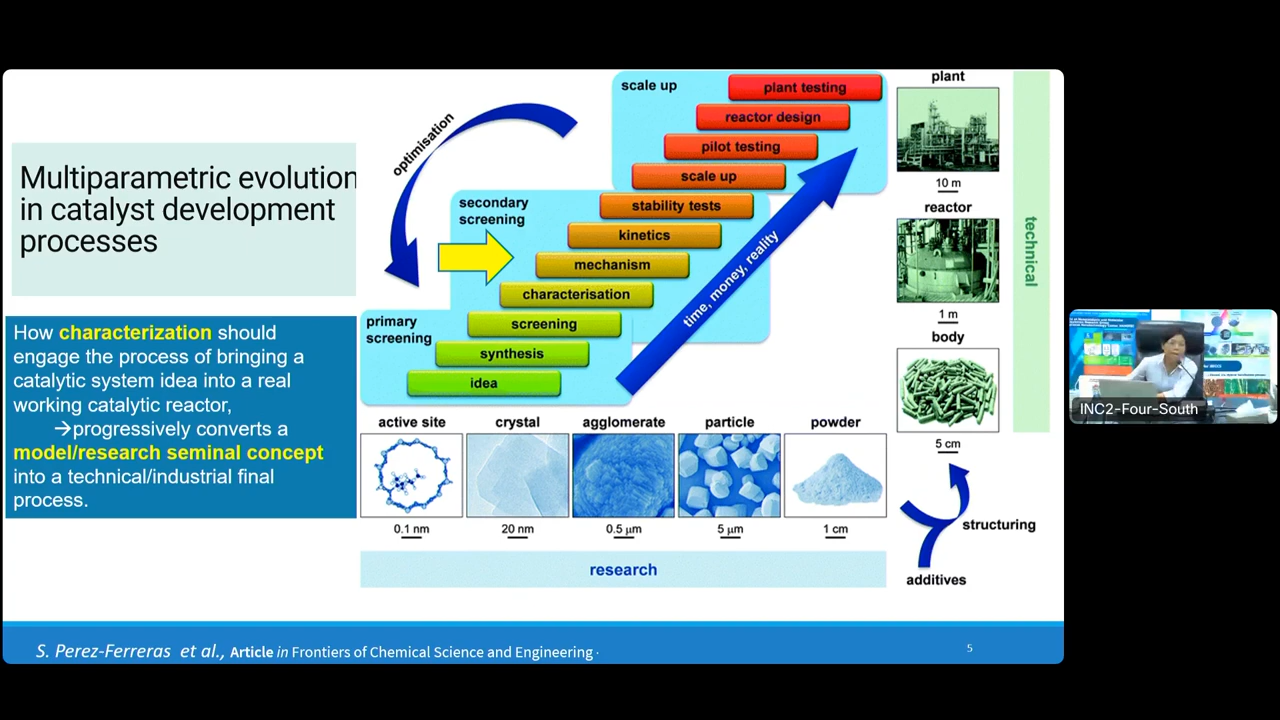 Multiparametric evolution
in catalyst development
processes
How characterization should
engage the process of bringing a
catalytic system idea into a real
working catalytic reactor,
→progressively converts a
model/research seminal concept
into a technical/industrial final
process.
optimisation
scale up
plant testing
reactor design
pilot testing
scale up
secondary
screening
stability tests
kinetics
mechanism
characterisation
primary
screening
screening
synthesis
idea
time, money, reality
active site
crystal
agglomerate
particle
powder
0.1 nm
20 nm
0.5 µm
5 µm
1 cm
research
plant
10 m
reactor
1 m
body
5 cm
technical
structuring
additives
S. Perez-Ferreras et al., Article in Frontiers of Chemical Science and Engineering ·
5
INC2-Four-South